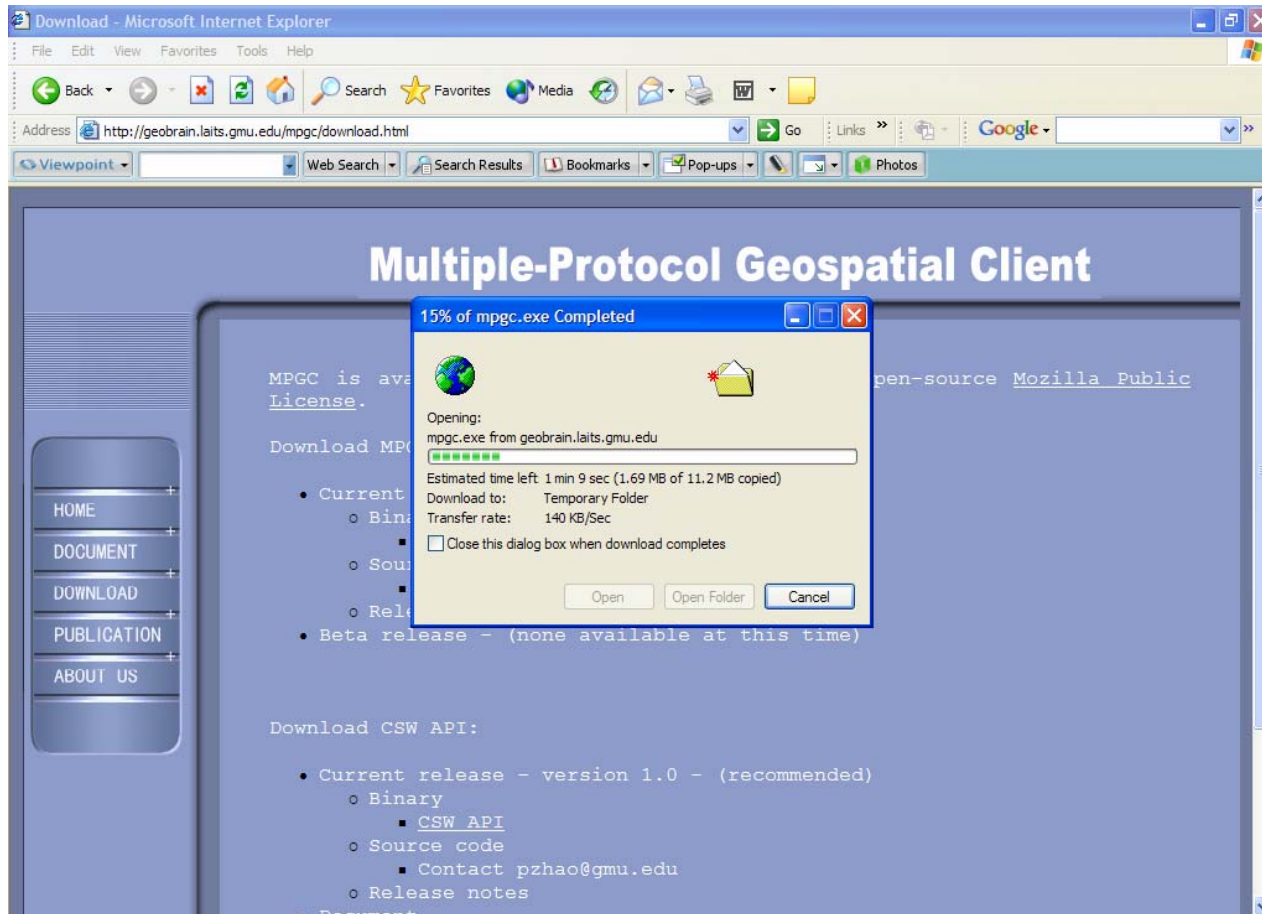 Download - Microsoft Internet Explorer
File Edit View Favorites Tools Help
Back Search Favorites Media
Address http://geobrain.laits.gmu.edu/mpgc/download.html Go Links » Google »
Viewpoint Web Search Search Results Bookmarks Pop-ups Photos
Multiple-Protocol Geospatial Client
15% of mpgc.exe Completed
MPGC is pen-source Mozilla Public
License.
Opening:
mpgc.exe from geobrain.laits.gmu.edu
Estimated time left 1 min 9 sec (1.69 MB of 11.2 MB copied)
Download to: Temporary Folder
Transfer rate: 140 KB/Sec
Close this dialog box when download completes
Open Open Folder Cancel
Download
Current
HOME
DOCUMENT
DOWNLOAD
PUBLICATION
ABOUT US
Beta release - (none available at this time)
Download CSW API:
Current release - version 1.0 - (recommended)
Binary
CSW API
Source code
Contact pzhao@gmu.edu
Release notes